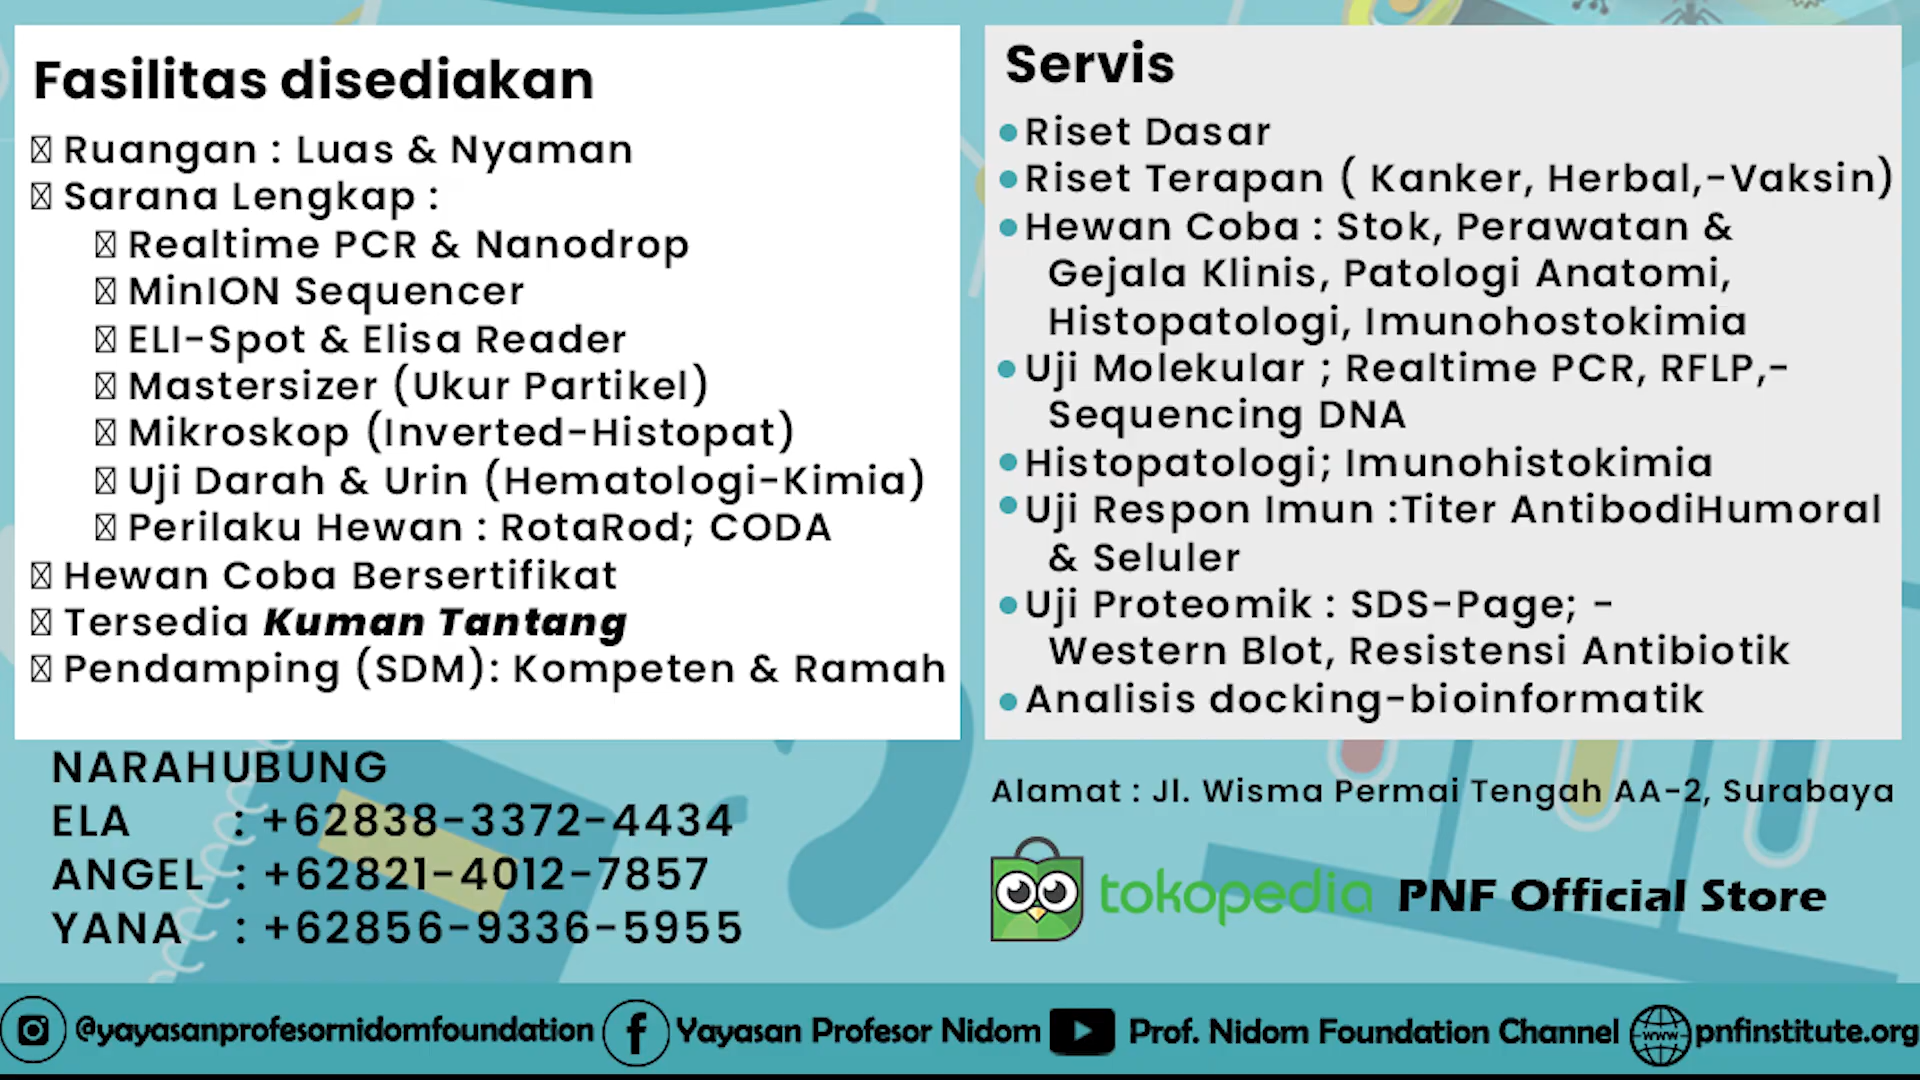 Fasilitas disediakan
Ruangan : Luas & Nyaman
Sarana Lengkap :
Realtime PCR & Nanodrop
MinION Sequencer
ELI-Spot & Elisa Reader
Mastersizer (Ukur Partikel)
Mikroskop (Inverted-Histopat)
Uji Darah & Urin (Hematologi-Kimia)
Perilaku Hewan : RotaRod; CODA
Hewan Coba Bersertifikat
Tersedia Kuman Tantang
Pendamping (SDM): Kompeten & Ramah
Servis
Riset Dasar
Riset Terapan ( Kanker, Herbal,-Vaksin)
Hewan Coba : Stok, Perawatan &
Gejala Klinis, Patologi Anatomi,
Histopatologi, Imunohostokimia
Uji Molekular ; Realtime PCR, RFLP,-
Sequencing DNA
Histopatologi; Imunohistokimia
Uji Respon Imun :Titer AntibodiHumoral
& Seluler
Uji Proteomik : SDS-Page; -
Western Blot, Resistensi Antibiotik
Analisis docking-bioinformatik
NARAHUBUNG
ELA : +62838-3372-4434
ANGEL : +62821-4012-7857
YANA : +62856-9336-5955
Alamat : Jl. Wisma Permai Tengah AA-2, Surabaya
tokopedia PNF Official Store
@yayasanprofesornidomfoundation Yayasan Profesor Nidom Prof. Nidom Foundation Channel www pnfinstitute.org